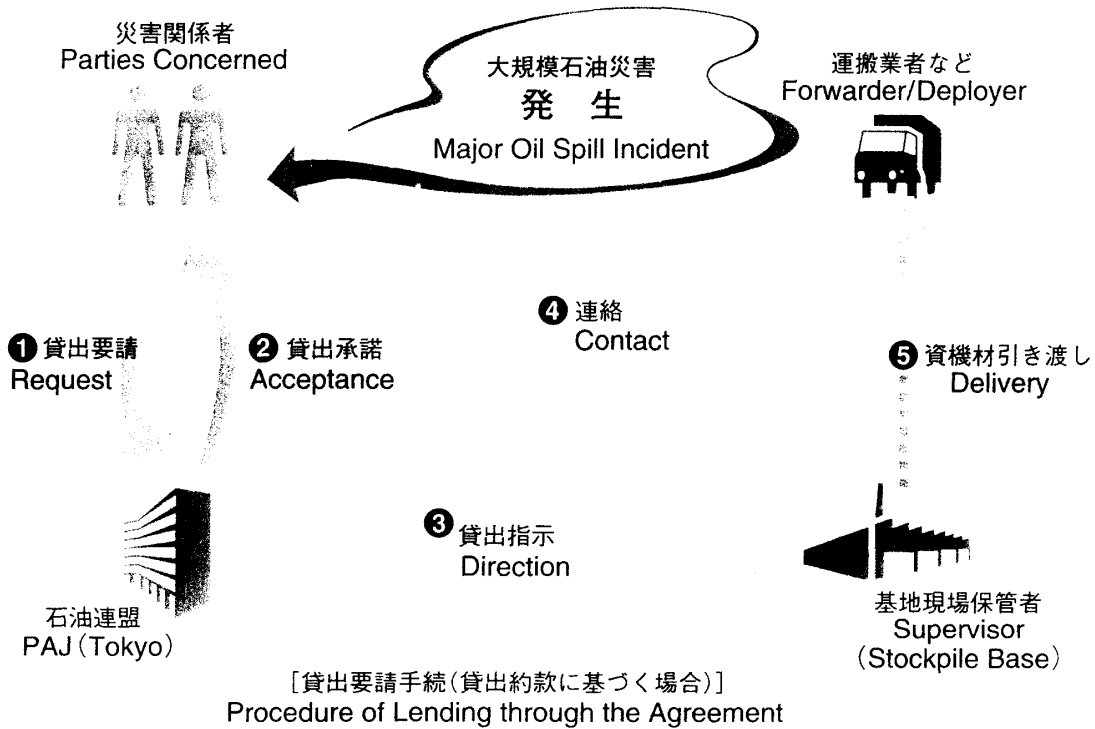 災害関係者
Parties Concerned
大規模石油災害
発 生
Major Oil Spill Incident
運搬業者など
Forwarder/Deployer
❶ 貸出要請
Request
❷ 貸出承諾
Acceptance
❹ 連絡
Contact
❺ 資機材引き渡し
Delivery
❸ 貸出指示
Direction
石油連盟
PAJ(Tokyo)
基地現場保管者
Supervisor
(Stockpile Base)
[貸出要請手続(貸出約款に基づく場合)]
Procedure of Lending through the Agreement